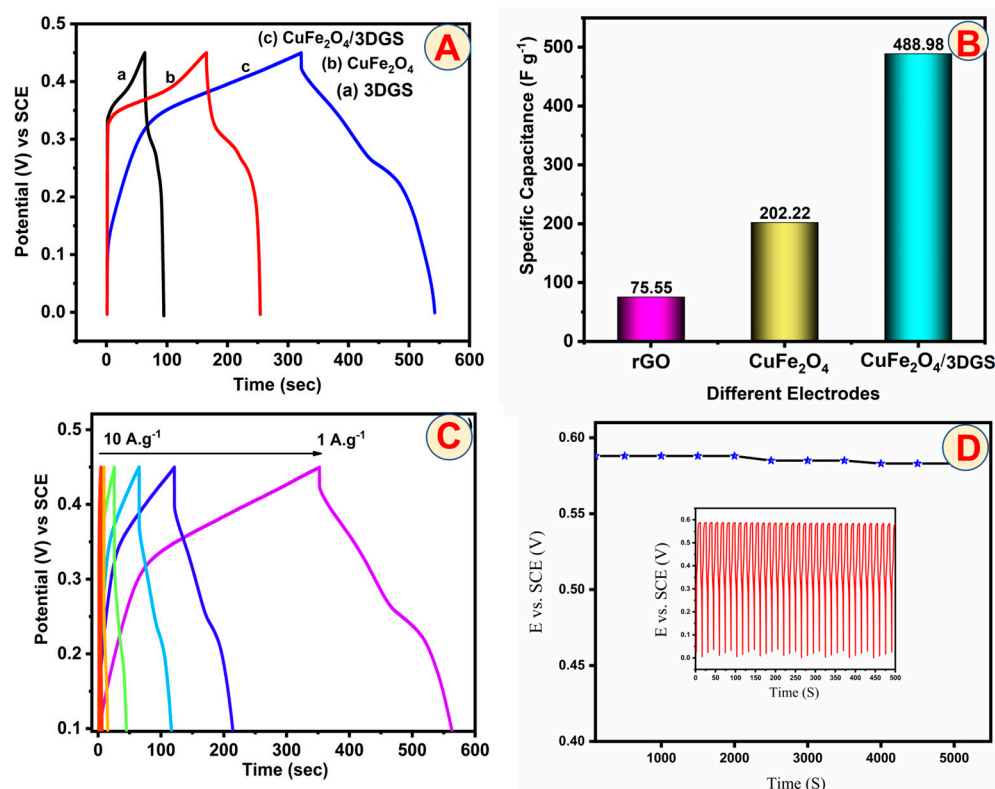 A
(c) CuFe₂O₄/3DGS
(b) CuFe₂O₄
(a) 3DGS
a
b
c
0.5
0.4
0.3
0.2
0.1
0.0
Potential (V) vs SCE
0 100 200 300 400 500 600
Time (sec)
B
500
400
300
200
100
0
Specific Capacitance (F g⁻¹)
75.55
202.22
488.98
rGO CuFe₂O₄ CuFe₂O₄/3DGS
Different Electrodes
C
10 A.g⁻¹ 1 A.g⁻¹
0.5
0.4
0.3
0.2
0.1
Potential (V) vs SCE
0 100 200 300 400 500 600
Time (sec)
D
0.60
0.55
0.50
0.45
0.40
E vs. SCE (V)
1000 2000 3000 4000 5000
Time (S)
0.6
0.5
0.4
0.3
0.2
0.1
0.0
E vs. SCE (V)
0 50 100 150 200 250 300 350 400 450 500
Time (S)